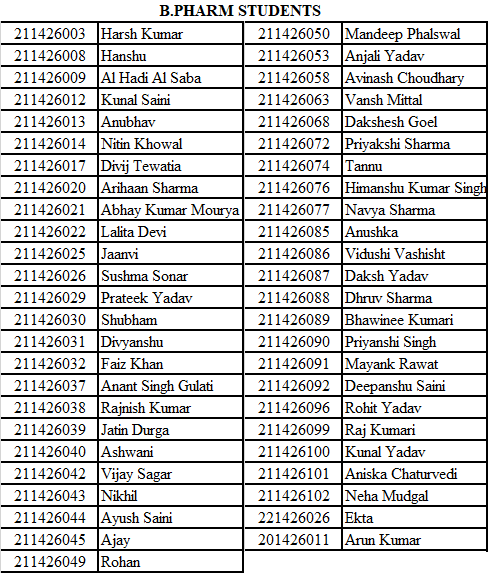 B.PHARM STUDENTS
211426003 Harsh Kumar 211426050 Mandeep Phalswal
211426008 Hanshu 211426053 Anjali Yadav
211426009 Al Hadi Al Saba 211426058 Avinash Choudhary
211426012 Kunal Saini 211426063 Vansh Mittal
211426013 Anubhav 211426068 Dakshesh Goel
211426014 Nitin Khowal 211426072 Priyakshi Sharma
211426017 Divij Tewatia 211426074 Tannu
211426020 Arihaan Sharma 211426076 Himanshu Kumar Singh
211426021 Abhay Kumar Mourya 211426077 Navya Sharma
211426022 Lalita Devi 211426085 Anushka
211426025 Jaanvi 211426086 Vidushi Vashisht
211426026 Sushma Sonar 211426087 Daksh Yadav
211426029 Prateek Yadav 211426088 Dhruv Sharma
211426030 Shubham 211426089 Bhawinee Kumari
211426031 Divyanshu 211426090 Priyanshi Singh
211426032 Faiz Khan 211426091 Mayank Rawat
211426037 Anant Singh Gulati 211426092 Deepanshu Saini
211426038 Rajnish Kumar 211426096 Rohit Yadav
211426039 Jatin Durga 211426099 Raj Kumari
211426040 Ashwani 211426100 Kunal Yadav
211426042 Vijay Sagar 211426101 Aniska Chaturvedi
211426043 Nikhil 211426102 Neha Mudgal
211426044 Ayush Saini 221426026 Ekta
211426045 Ajay 201426011 Arun Kumar
211426049 Rohan